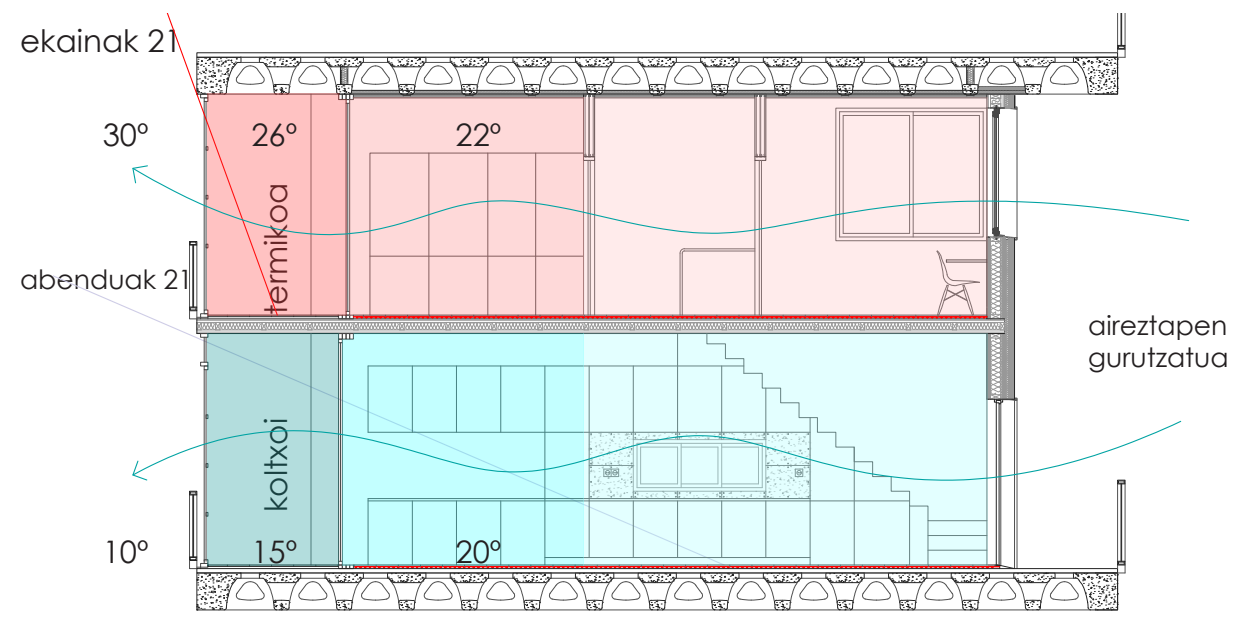 ekainak 21
30º
26º
22º
termikoa
abenduak 21
aireztapen
gurutzatua
koltxoi
10º
15º
20º